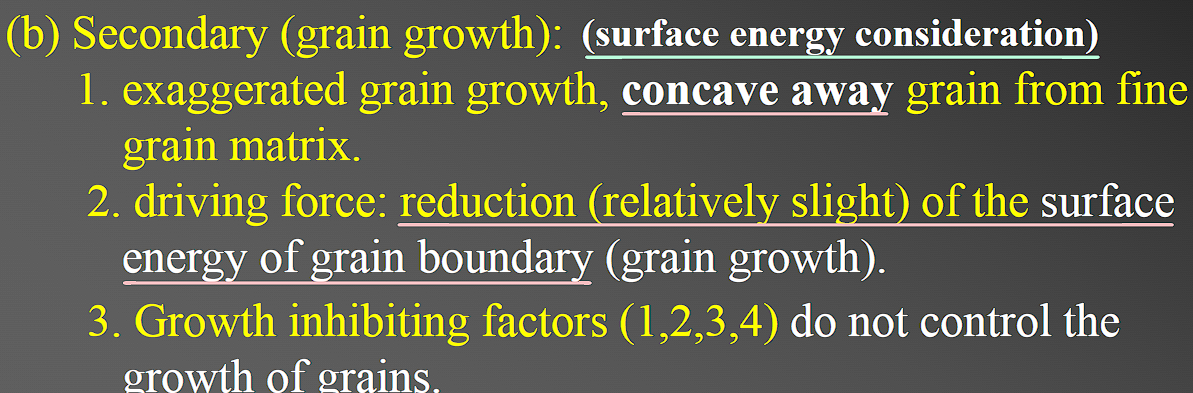 (b) Secondary (grain growth): (surface energy consideration)
1. exaggerated grain growth, concave away grain from fine
grain matrix.
2. driving force: reduction (relatively slight) of the surface
energy of grain boundary (grain growth).
3. Growth inhibiting factors (1,2,3,4) do not control the
growth of grains.